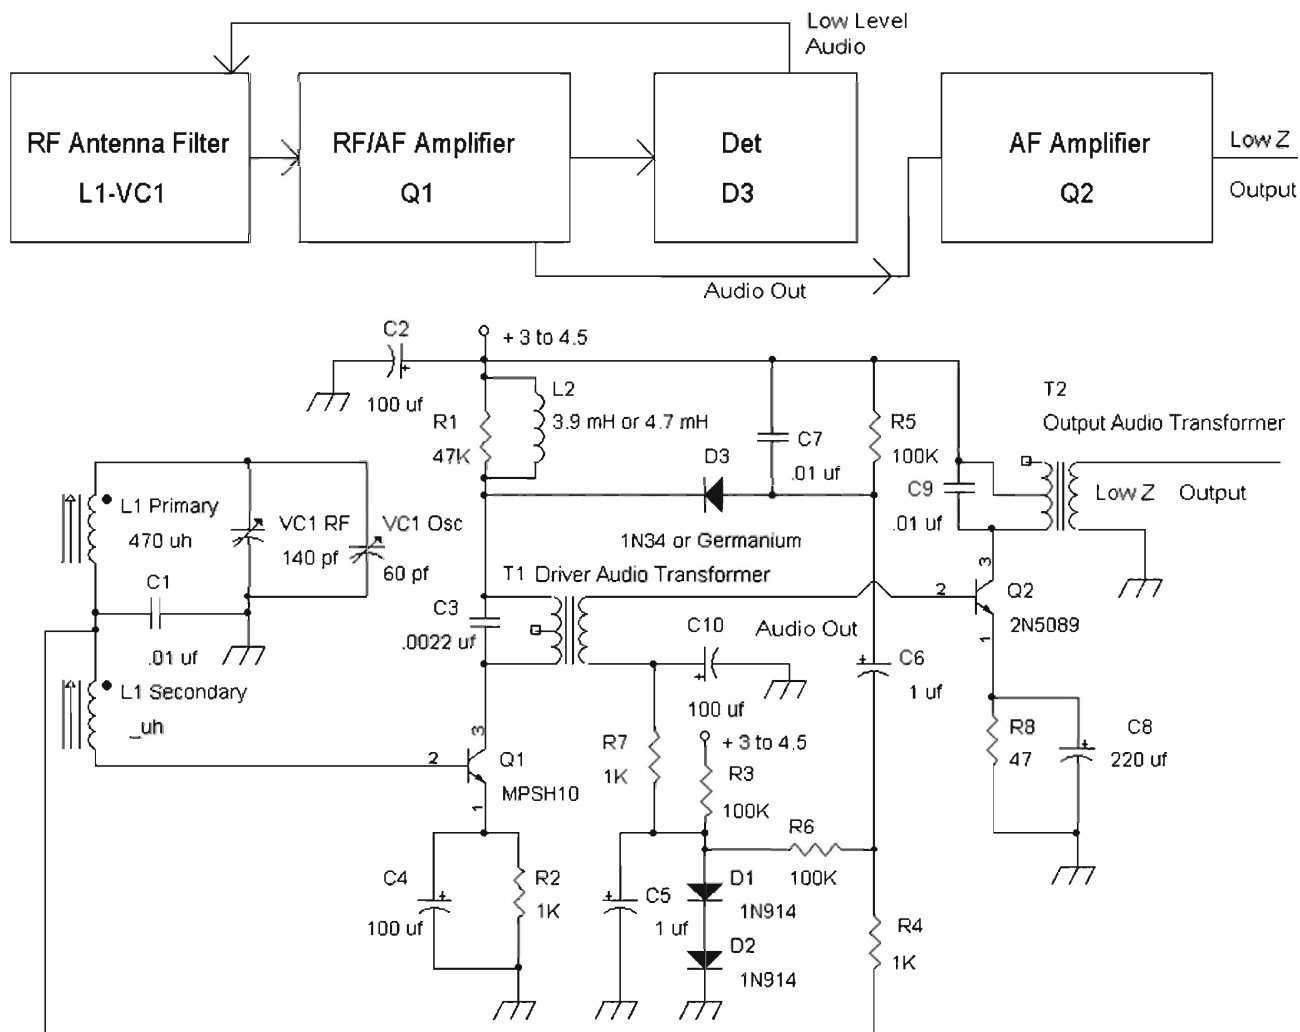 Low Level
Audio
RF Antenna Filter
L1-VC1
RF/AF Amplifier
Q1
Det
D3
AF Amplifier
Q2
Low Z
Output
Audio Out
C2
100 uf
+ 3 to 4.5
L2
3.9 mH or 4.7 mH
R1
47K
C7
.01 uf
R5
100K
T2
Output Audio Transformer
D3
1N34 or Germanium
C9
.01 uf
Low Z Output
L1 Primary
470 uh
VC1 RF
140 pf
VC1 Osc
60 pf
C1
.01 uf
T1 Driver Audio Transformer
C3
.0022 uf
Audio Out
C10
100 uf
C6
1 uf
3
2
Q2
2N5089
1
L1 Secondary
_uh
3
2
Q1
MPSH10
1
R7
1K
+ 3 to 4.5
R3
100K
R8
47
C8
220 uf
R6
100K
C4
100 uf
R2
1K
C5
1 uf
D1
1N914
D2
1N914
R4
1K